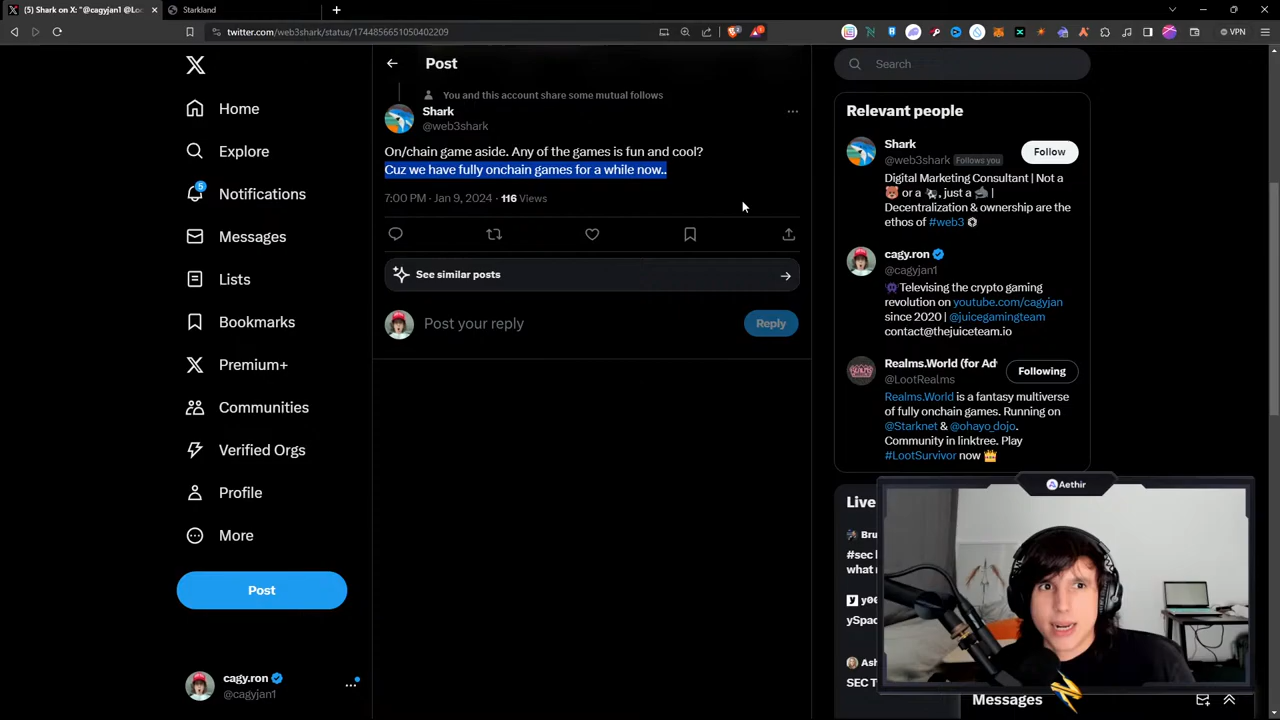 (5) Shark on X: "@cagyjan1 @Lo
Starkland
twitter.com/web3shark/status/1744856651050402209
VPN
Home
Explore
5
Notifications
Messages
Lists
Bookmarks
Communities
Premium+
Verified Orgs
Profile
More
Post
cagy.ron
@cagyjan1
Post
You and this account share some mutual follows
Shark
@web3shark
On/chain game aside. Any of the games is fun and cool?
Cuz we have fully onchain games for a while now..
7:00 PM · Jan 9, 2024 · 116 Views
See similar posts
Post your reply
Reply
Search
Relevant people
Shark
@web3shark Follows you
Follow
Digital Marketing Consultant | Not a
🐻 or a 🐄, just a 🦈 |
Decentralization & ownership are the
ethos of #web3
cagy.ron
@cagyjan1
👾Televising the crypto gaming
revolution on youtube.com/cagyjan
since 2020 | @juicegamingteam
contact@thejuiceteam.io
Realms.World (for Ad
@LootRealms
Following
Realms.World is a fantasy multiverse
of fully onchain games. Running on
@Starknet & @ohayo_dojo.
Community in linktree. Play
#LootSurvivor now 👑
Live
Bru
#sec
what
y00
ySpac
Ash
SEC T
Aethir
Messages